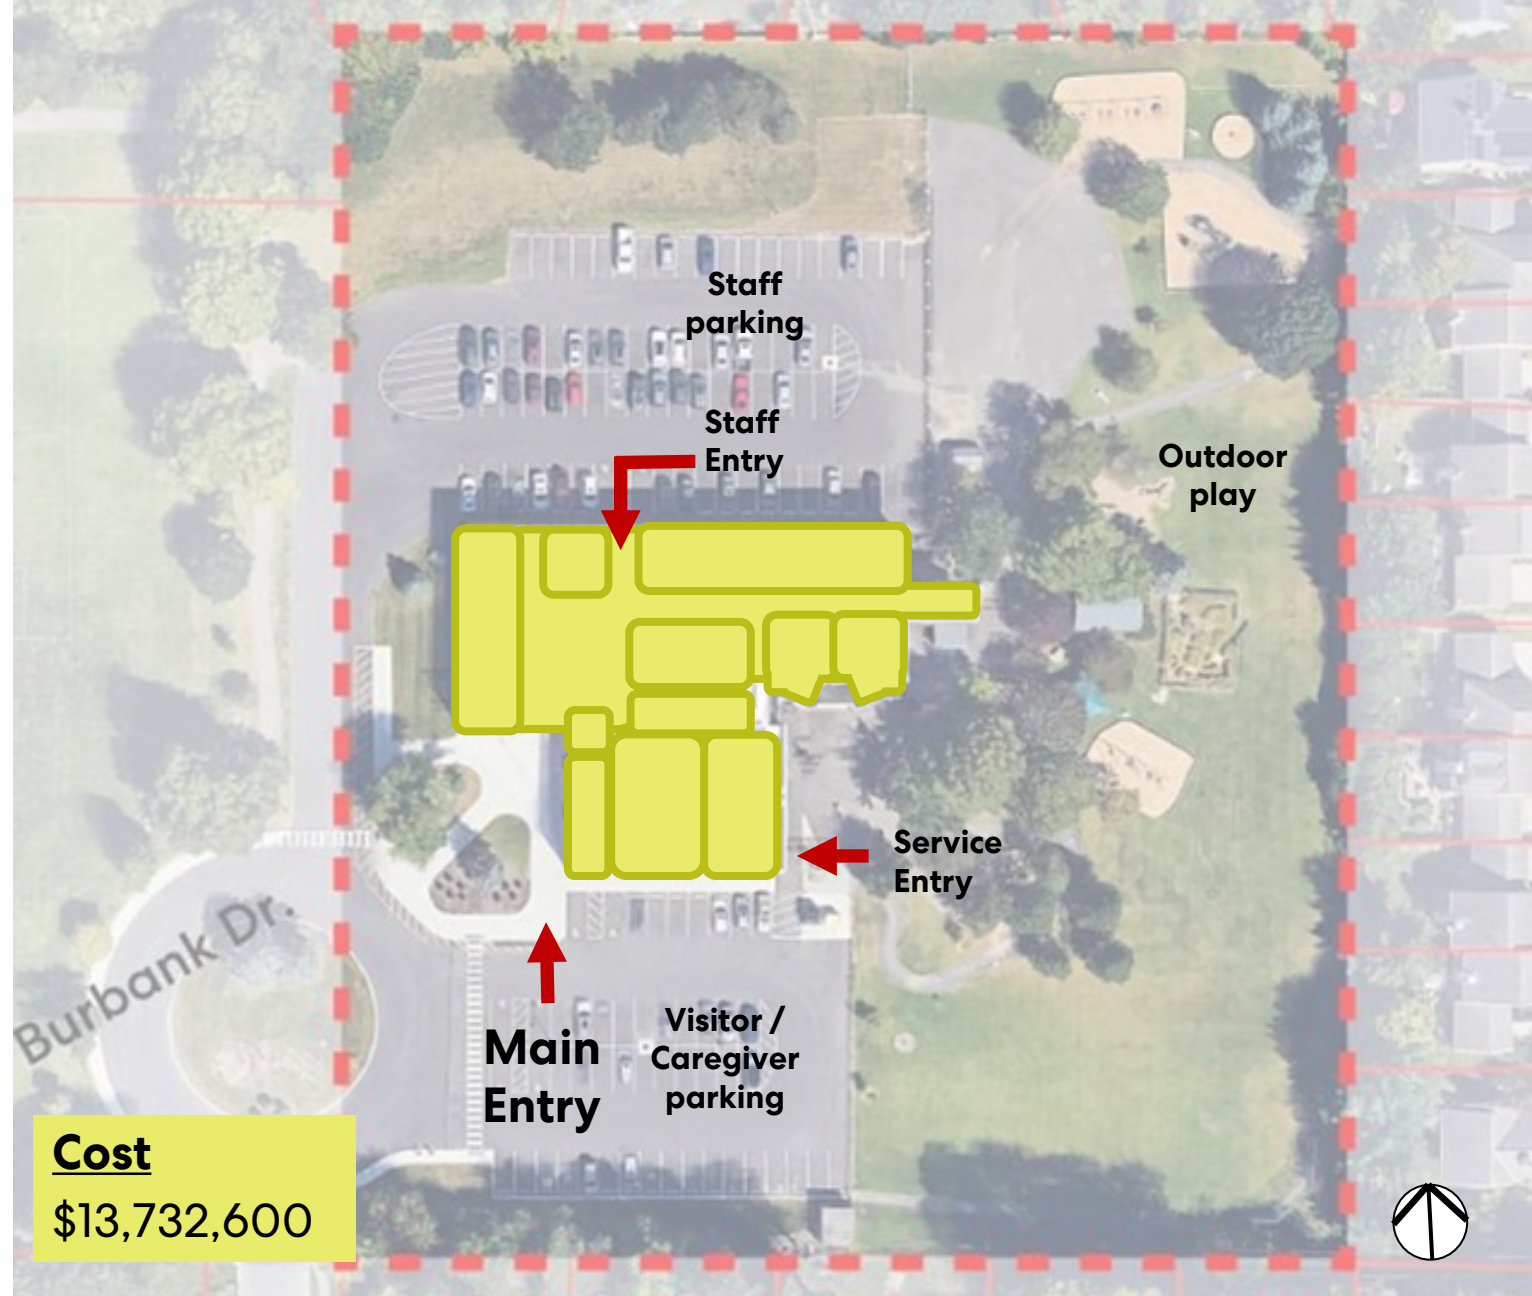 Staff
parking
Staff
Entry
Outdoor
play
Service
Entry
Burbank Dr.
Main
Entry
Visitor /
Caregiver
parking
Cost
$13,732,600